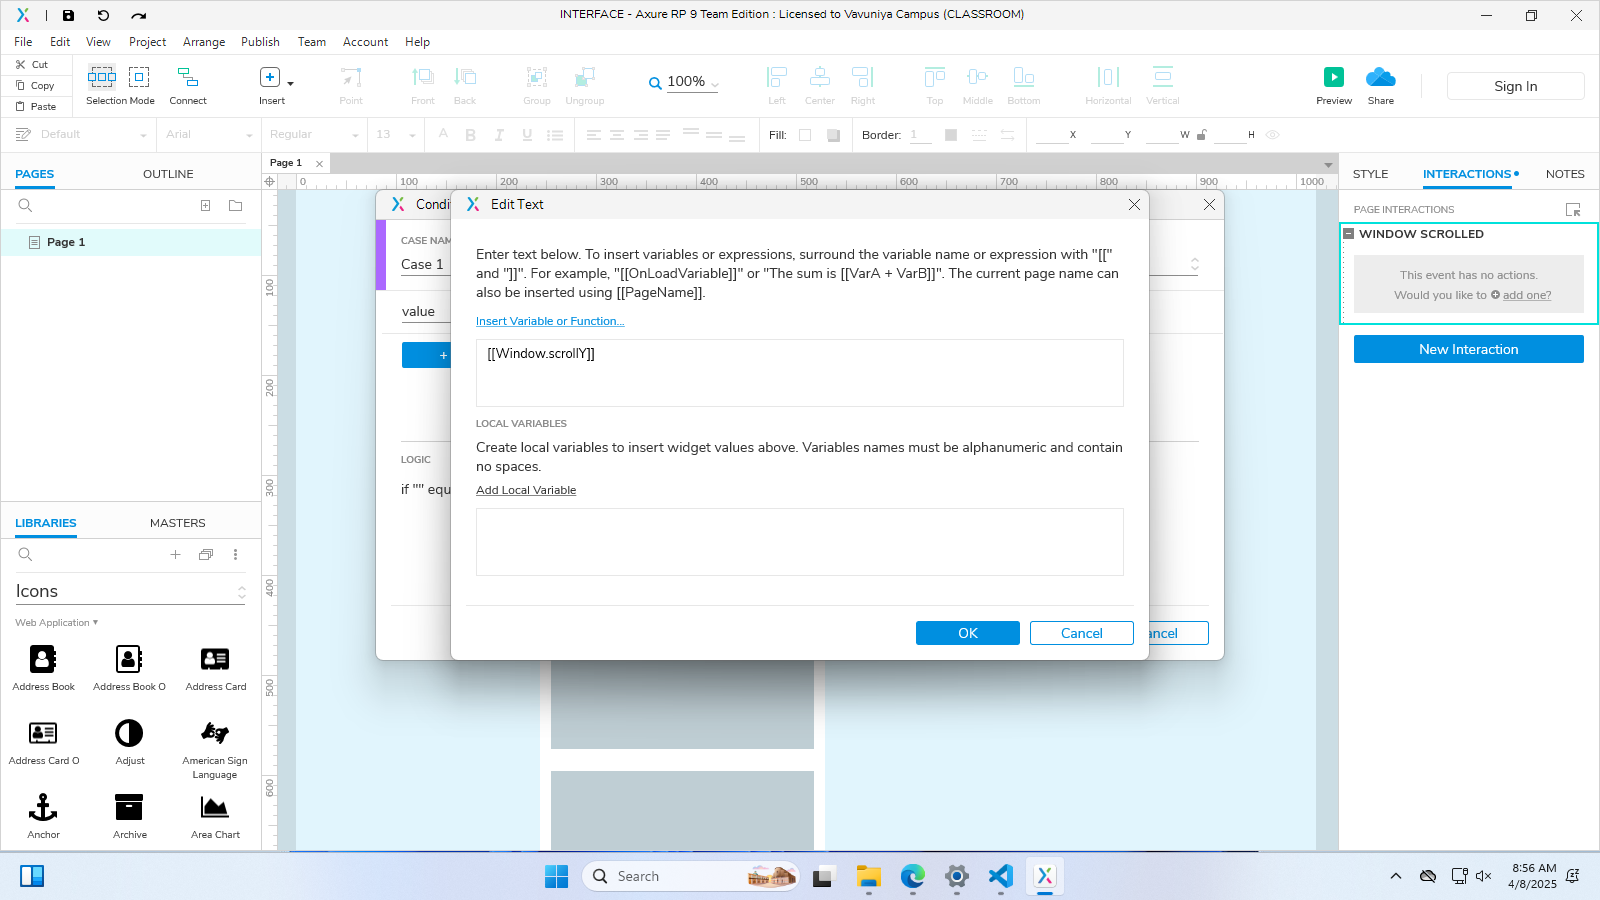 INTERFACE - Axure RP 9 Team Edition : Licensed to Vavuniya Campus (CLASSROOM)
File Edit View Project Arrange Publish Team Account Help
Cut
Copy
Paste
Selection Mode Connect Insert Point Front Back Group Ungroup 100% Left Center Right Top Middle Bottom Horizontal Vertical Preview Share Sign In
Default Arial Regular 13 Fill: Border: 1 X Y W H
PAGES OUTLINE
Page 1
0 100 200 300 400 500 600 700 800 900 1000
100
200
300
400
500
600
Page 1
LIBRARIES MASTERS
Icons
Web Application
Address Book Address Book O Address Card
Address Card O Adjust American Sign Language
Anchor Archive Area Chart
Condi
CASE NAM
Case 1
value
+
LOGIC
if "" equ
ancel
Edit Text
Enter text below. To insert variables or expressions, surround the variable name or expression with "[["
and "]]". For example, "[[OnLoadVariable]]" or "The sum is [[VarA + VarB]]". The current page name can
also be inserted using [[PageName]].
Insert Variable or Function...
[[Window.scrollY]]
LOCAL VARIABLES
Create local variables to insert widget values above. Variables names must be alphanumeric and contain
no spaces.
Add Local Variable
OK Cancel
STYLE INTERACTIONS NOTES
PAGE INTERACTIONS
WINDOW SCROLLED
This event has no actions.
Would you like to add one?
New Interaction
Search
8:56 AM
4/8/2025